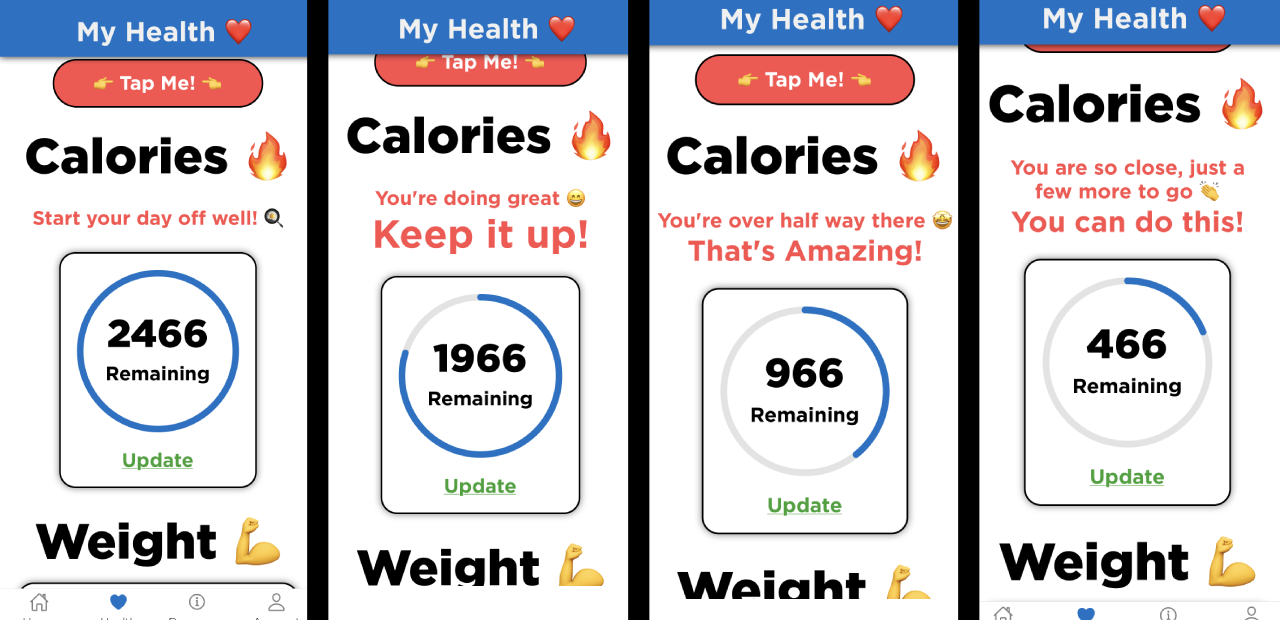 My Health ❤️
👉 Tap Me! 👈
Calories 🔥
Start your day off well! 🍳
2466
Remaining
Update
Weight 💪
My Health ❤️
👉 Tap Me! 👈
Calories 🔥
You're doing great 😄
Keep it up!
1966
Remaining
Update
Weight 💪
My Health ❤️
👉 Tap Me! 👈
Calories 🔥
You're over half way there 🤩
That's Amazing!
966
Remaining
Update
Weight 💪
My Health ❤️
Calories 🔥
You are so close, just a
few more to go 👏
You can do this!
466
Remaining
Update
Weight 💪